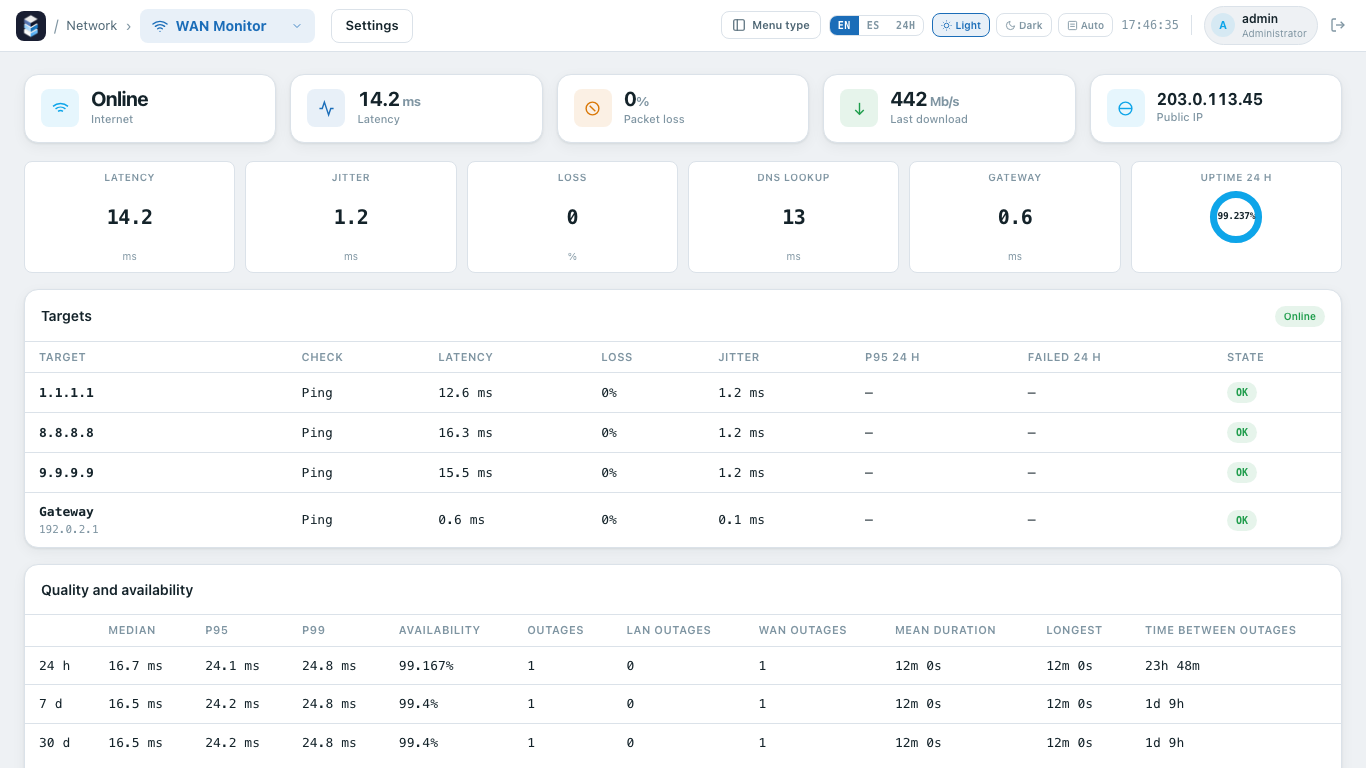 / Network › WAN Monitor Settings Menu type EN ES 24H Light Dark Auto 17:46:35 A admin Administrator
Online
Internet
14.2 ms
Latency
0%
Packet loss
442 Mb/s
Last download
203.0.113.45
Public IP
LATENCY
14.2
ms
JITTER
1.2
ms
LOSS
0
%
DNS LOOKUP
13
ms
GATEWAY
0.6
ms
UPTIME 24 H
99.237%
Targets Online
TARGET CHECK LATENCY LOSS JITTER P95 24 H FAILED 24 H STATE
1.1.1.1 Ping 12.6 ms 0% 1.2 ms — — OK
8.8.8.8 Ping 16.3 ms 0% 1.2 ms — — OK
9.9.9.9 Ping 15.5 ms 0% 1.2 ms — — OK
Gateway Ping 0.6 ms 0% 0.1 ms — — OK
192.0.2.1
Quality and availability
MEDIAN P95 P99 AVAILABILITY OUTAGES LAN OUTAGES WAN OUTAGES MEAN DURATION LONGEST TIME BETWEEN OUTAGES
24 h 16.7 ms 24.1 ms 24.8 ms 99.167% 1 0 1 12m 0s 12m 0s 23h 48m
7 d 16.5 ms 24.2 ms 24.8 ms 99.4% 1 0 1 12m 0s 12m 0s 1d 9h
30 d 16.5 ms 24.2 ms 24.8 ms 99.4% 1 0 1 12m 0s 12m 0s 1d 9h